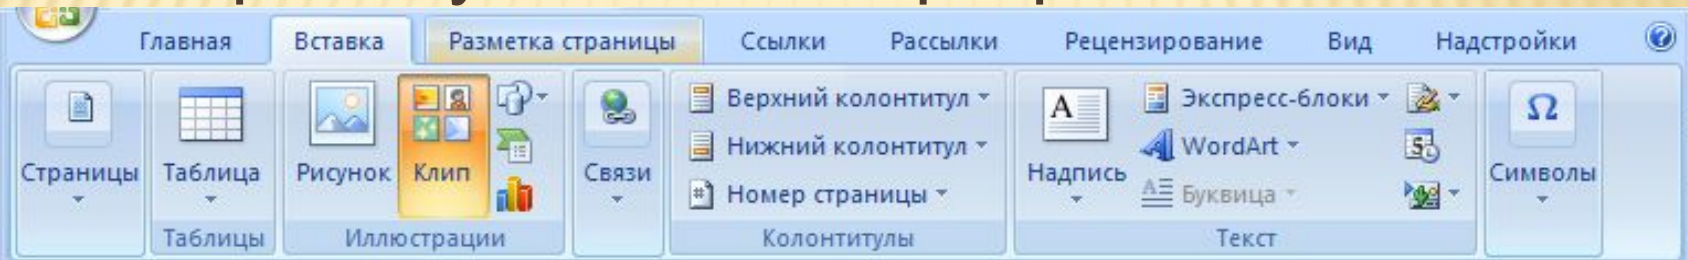 Главная Вставка Разметка страницы Ссылки Рассылки Рецензирование Вид Надстройки
Страницы
Таблица
Таблицы
Рисунок Клип
Иллюстрации
Связи
Верхний колонтитул
Нижний колонтитул
Номер страницы
Колонтитулы
Надпись
Экспресс-блоки
WordArt
Буквица
Текст
Ω
Символы